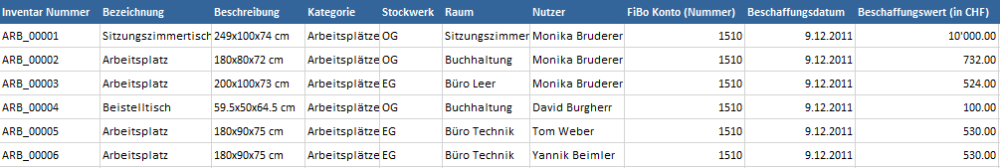 Inventar Nummer Bezeichnung Beschreibung Kategorie Stockwerk Raum Nutzer FiBo Konto (Nummer) Beschaffungsdatum Beschaffungswert (in CHF)
ARB_00001 Sitzungszimmertisch 249x100x74 cm Arbeitsplätze OG Sitzungszimmer Monika Bruderer 1510 9.12.2011 10'000.00
ARB_00002 Arbeitsplatz 180x80x72 cm Arbeitsplätze OG Buchhaltung Monika Bruderer 1510 9.12.2011 732.00
ARB_00003 Arbeitsplatz 200x100x73 cm Arbeitsplätze EG Büro Leer Monika Bruderer 1510 9.12.2011 524.00
ARB_00004 Beistelltisch 59.5x50x64.5 cm Arbeitsplätze OG Buchhaltung David Burgherr 1510 9.12.2011 100.00
ARB_00005 Arbeitsplatz 180x90x75 cm Arbeitsplätze EG Büro Technik Tom Weber 1510 9.12.2011 530.00
ARB_00006 Arbeitsplatz 180x90x75 cm Arbeitsplätze EG Büro Technik Yannik Beimler 1510 9.12.2011 530.00